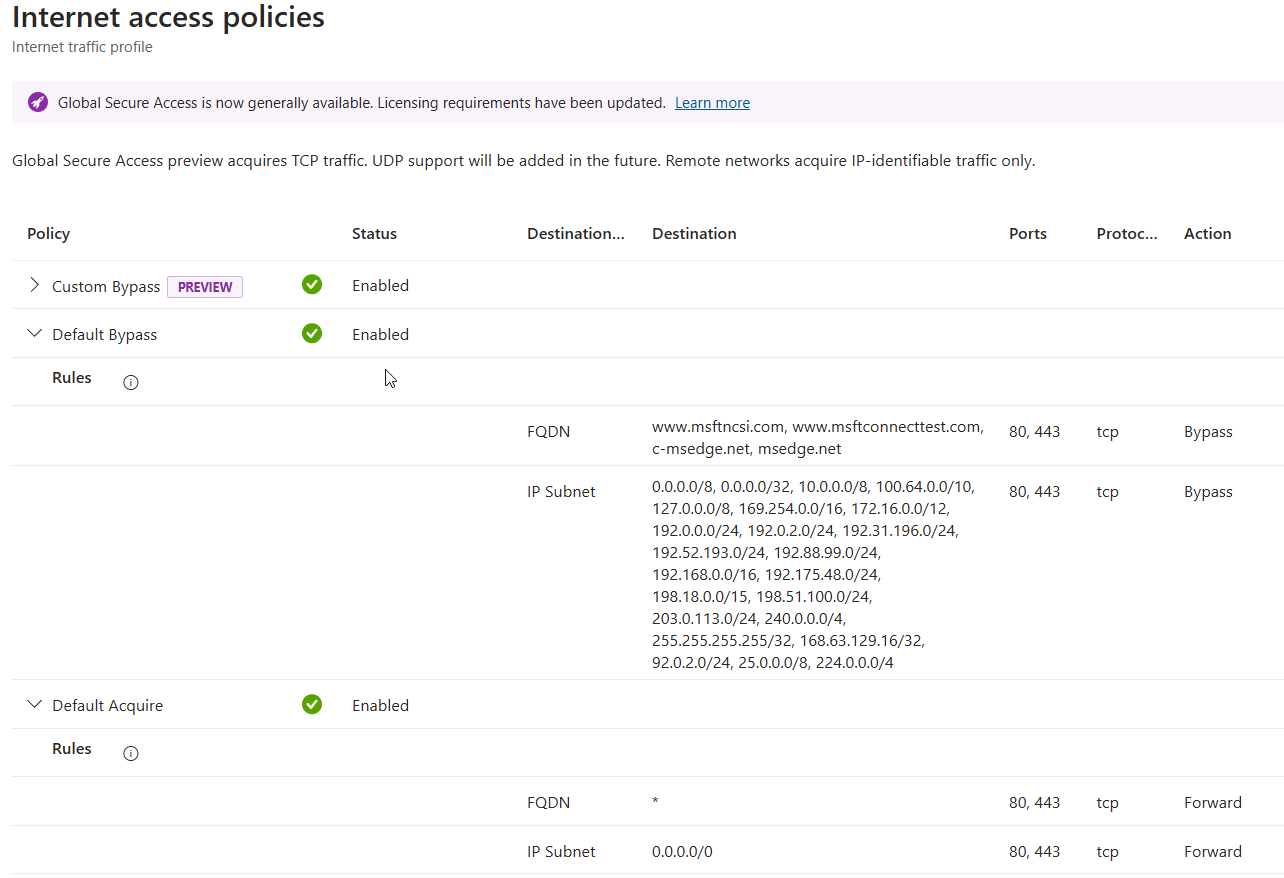 Internet access policies
Internet traffic profile
Global Secure Access is now generally available. Licensing requirements have been updated. Learn more
Global Secure Access preview acquires TCP traffic. UDP support will be added in the future. Remote networks acquire IP-identifiable traffic only.
Policy Status Destination... Destination Ports Protoc... Action
Custom Bypass PREVIEW Enabled
Default Bypass Enabled
Rules
FQDN www.msftncsi.com, www.msftconnecttest.com, 80, 443 tcp Bypass
c-msedge.net, msedge.net
IP Subnet 0.0.0.0/8, 0.0.0.0/32, 10.0.0.0/8, 100.64.0.0/10, 80, 443 tcp Bypass
127.0.0.0/8, 169.254.0.0/16, 172.16.0.0/12,
192.0.0.0/24, 192.0.2.0/24, 192.31.196.0/24,
192.52.193.0/24, 192.88.99.0/24,
192.168.0.0/16, 192.175.48.0/24,
198.18.0.0/15, 198.51.100.0/24,
203.0.113.0/24, 240.0.0.0/4,
255.255.255.255/32, 168.63.129.16/32,
92.0.2.0/24, 25.0.0.0/8, 224.0.0.0/4
Default Acquire Enabled
Rules
FQDN * 80, 443 tcp Forward
IP Subnet 0.0.0.0/0 80, 443 tcp Forward